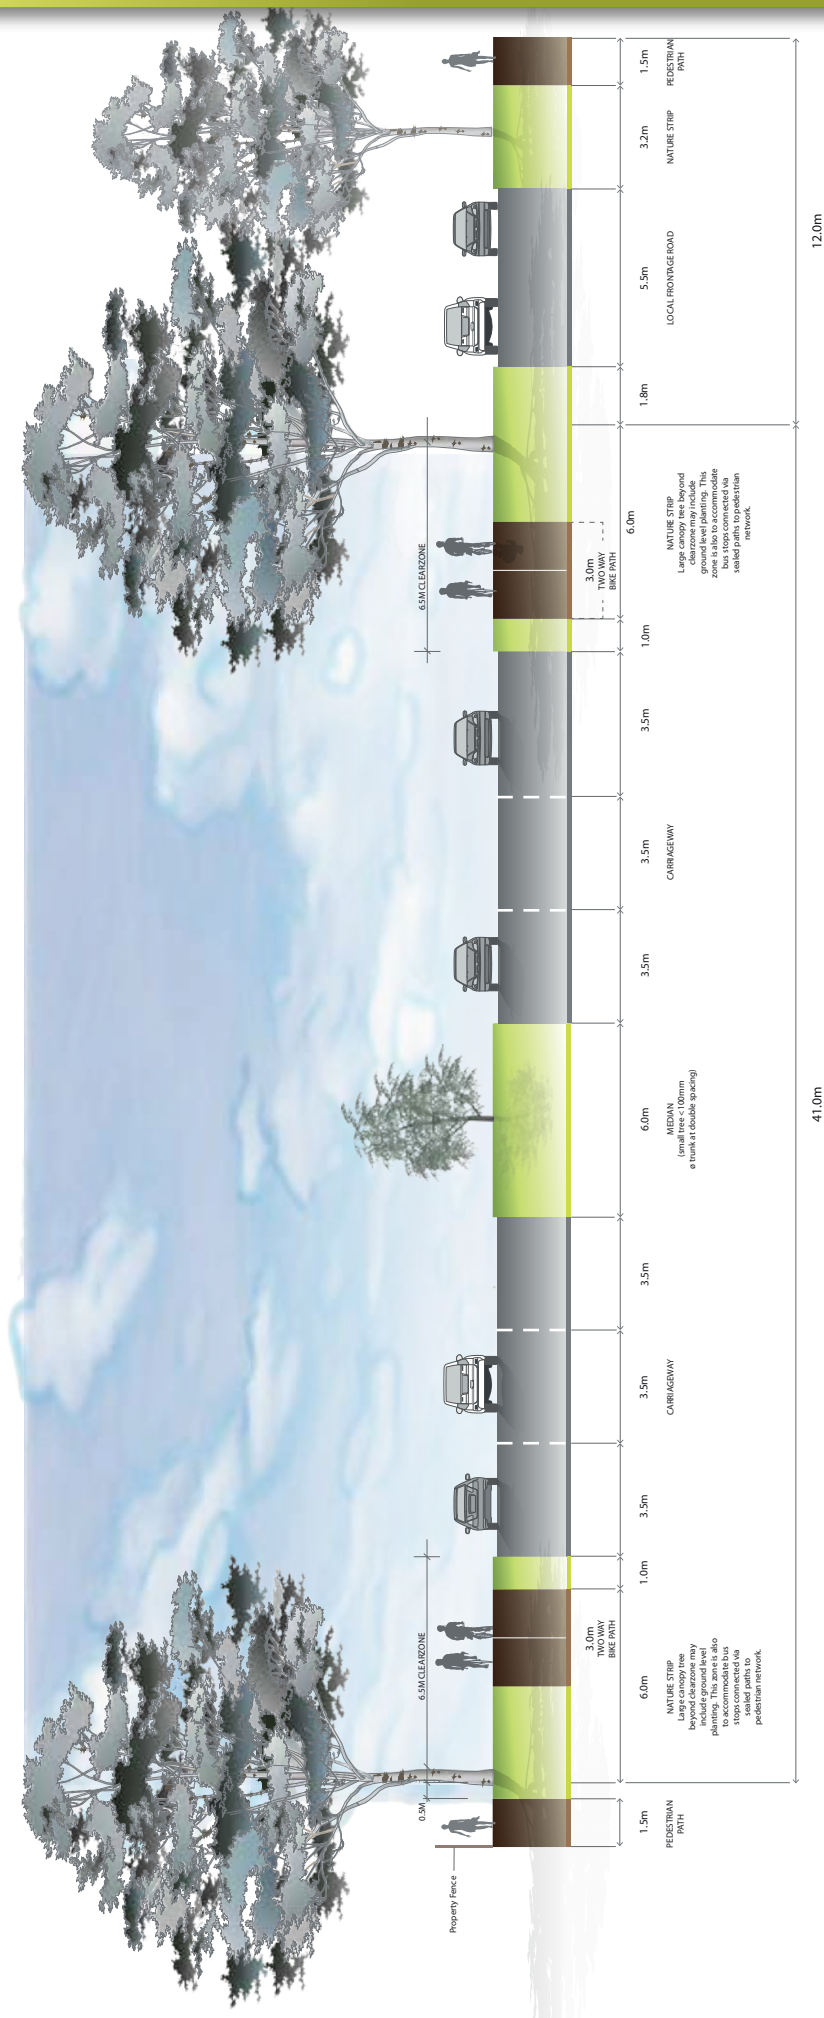 Property Fence
0.5M
6.5M CLEARZONE
6.5M CLEARZONE
1.5m
6.0m
1.0m
3.5m
3.5m
3.5m
6.0m
3.5m
3.5m
3.5m
1.0m
6.0m
1.8m
5.5m
3.2m
1.5m
3.0m
TWO WAY
BIKE PATH
3.0m
TWO WAY
BIKE PATH
PEDESTRIAN
PATH
NATURE STRIP
Large canopy tree
beyond clearzone may
include ground level
planting. This zone is also
to accommodate bus
stops connected via
sealed paths to
pedestrian network.
CARRIAGEWAY
MEDIAN
(small tree <100mm
ø trunk at double spacing)
CARRIAGEWAY
NATURE STRIP
Large canopy tree beyond
clearzone may include
ground level planting. This
zone is also to accommodate
bus stops connected via
sealed paths to pedestrian
network.
LOCAL FRONTAGE ROAD
NATURE STRIP
PEDESTRIAN
PATH
41.0m
12.0m